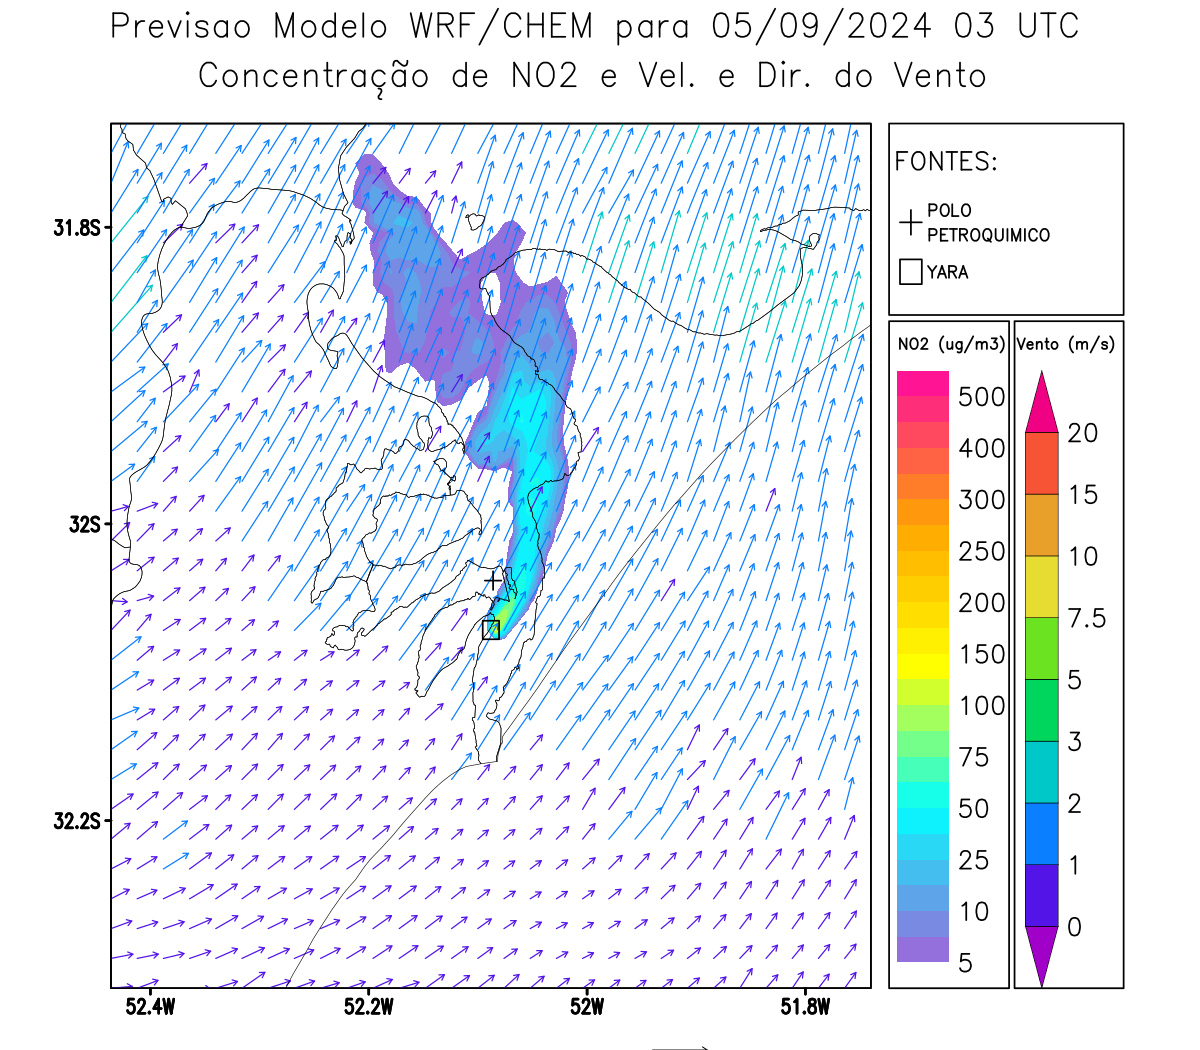 Previsao Modelo WRF/CHEM para 05/09/2024 03 UTC
Concentração de NO2 e Vel. e Dir. do Vento
FONTES:
POLO
PETROQUIMICO
YARA
NO2 (ug/m3)
500
400
300
250
200
150
100
75
50
25
10
5
Vento (m/s)
20
15
10
7.5
5
3
2
1
0
31.8S
32S
32.2S
52.4W
52.2W
52W
51.8W